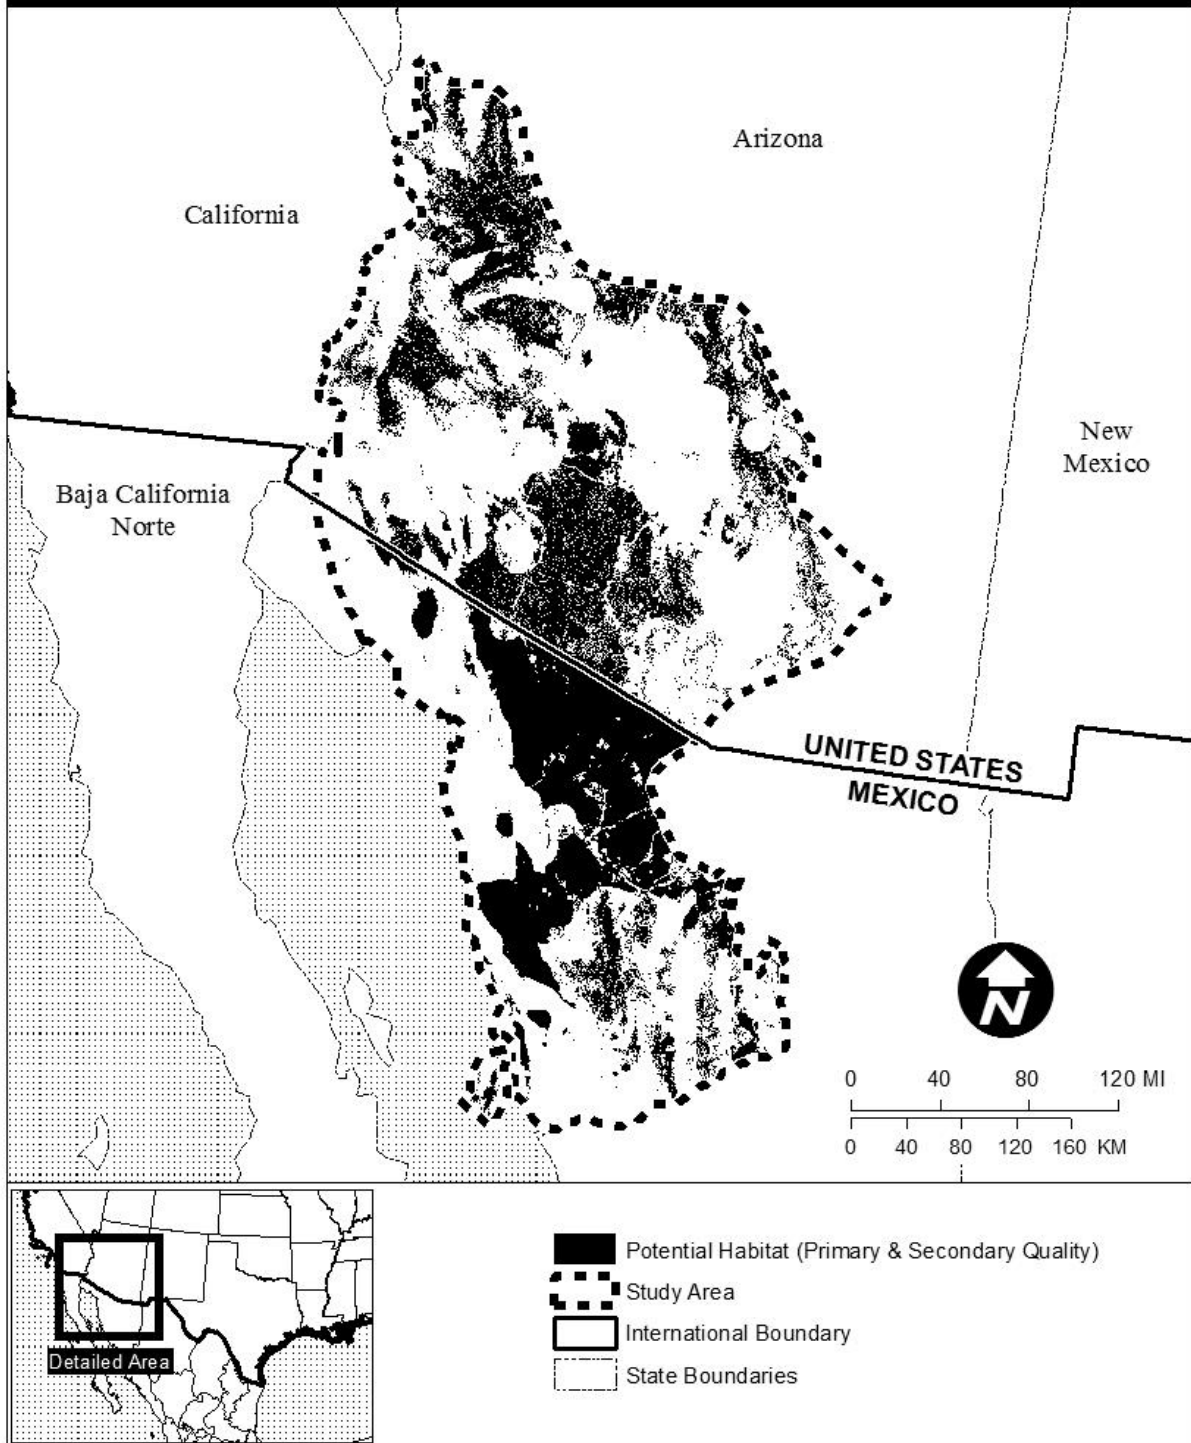 Arizona
California
New
Mexico
Baja California
Norte
UNITED STATES
MEXICO
N
0 40 80 120 MI
0 40 80 120 160 KM
Potential Habitat (Primary & Secondary Quality)
Study Area
International Boundary
State Boundaries
Detailed Area